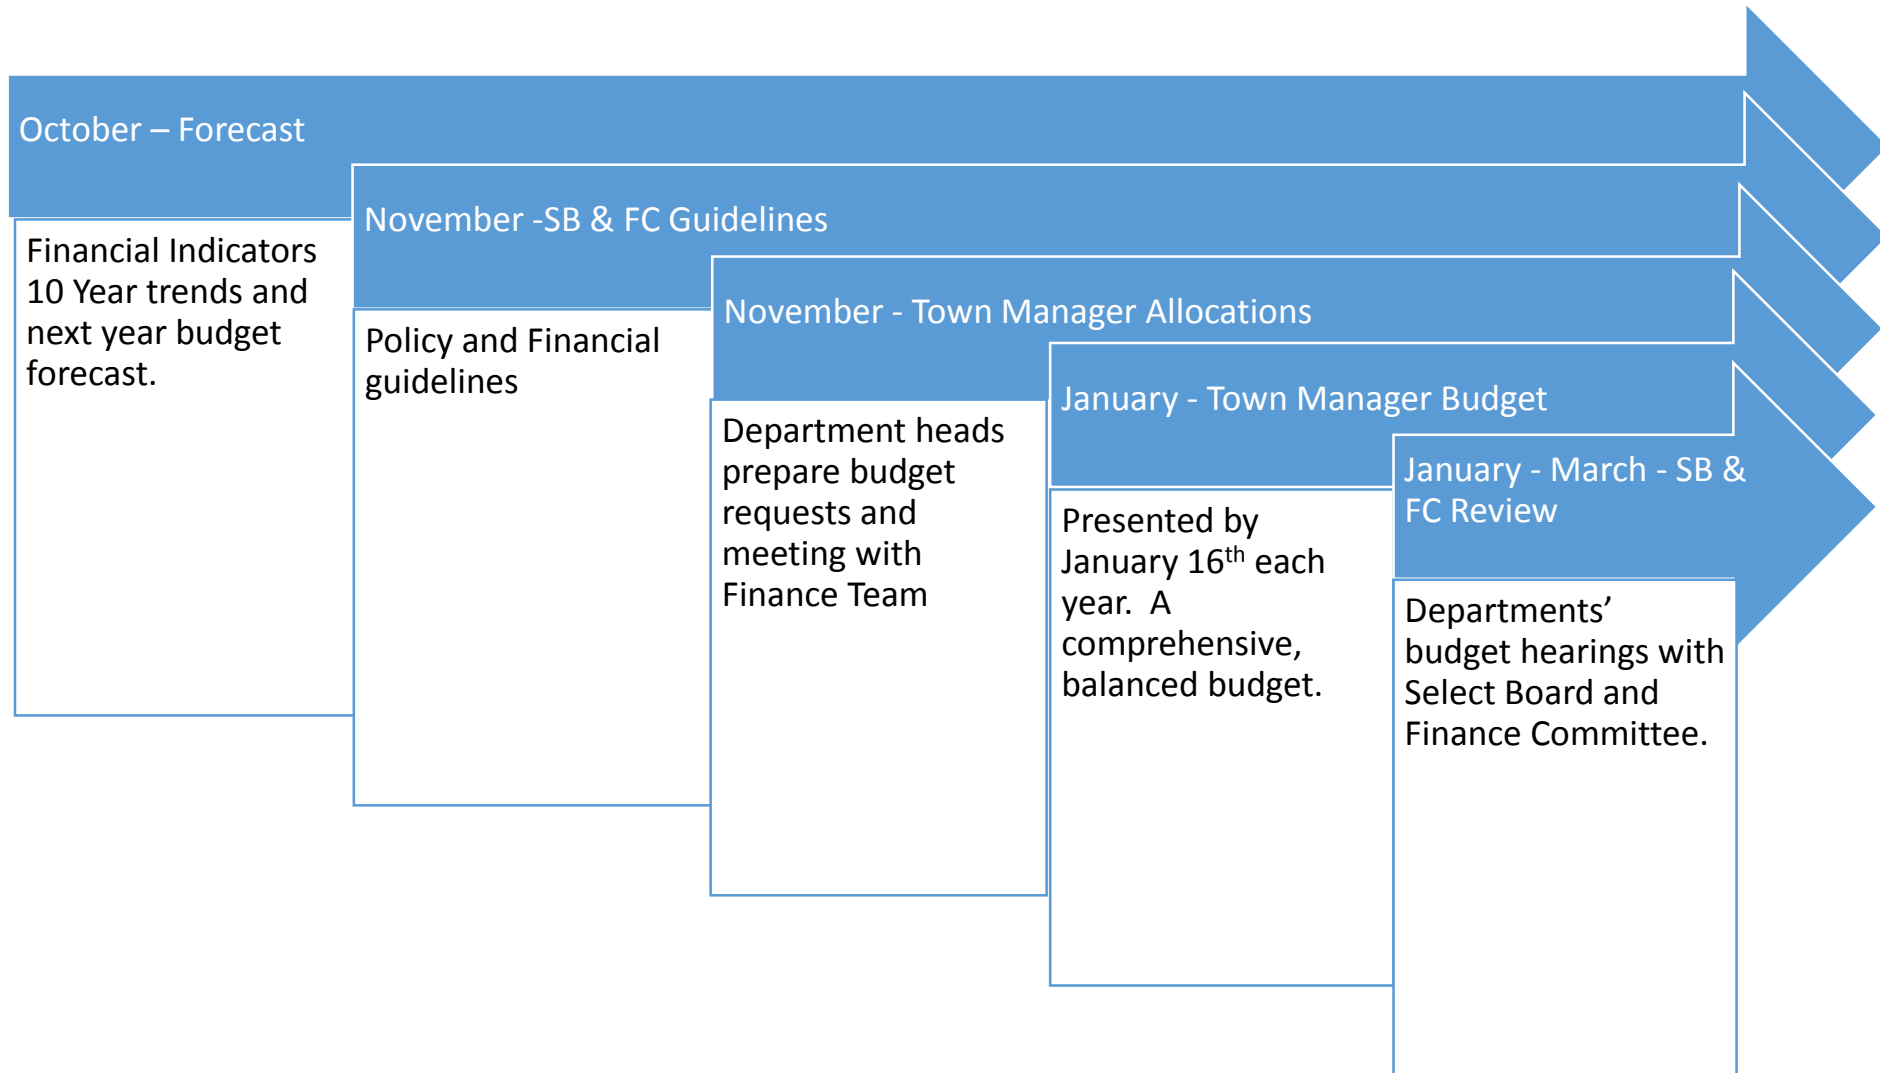 October – Forecast
Financial Indicators
10 Year trends and
next year budget
forecast.
November -SB & FC Guidelines
Policy and Financial
guidelines
November - Town Manager Allocations
Department heads
prepare budget
requests and
meeting with
Finance Team
January - Town Manager Budget
Presented by
January 16th each
year.  A
comprehensive,
balanced budget.
January - March - SB &
FC Review
Departments’
budget hearings with
Select Board and
Finance Committee.